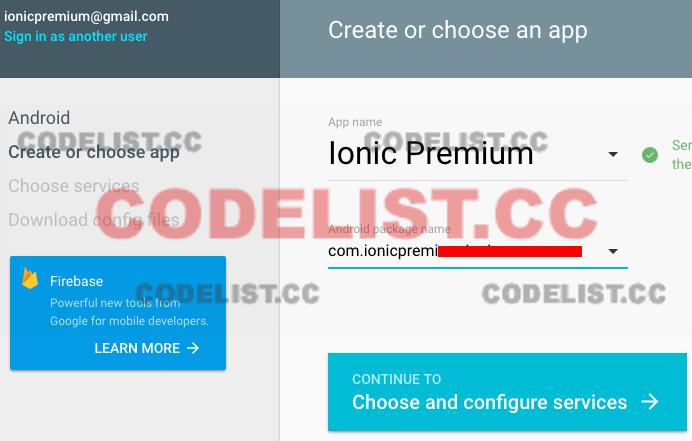 ionicpremium@gmail.com
Sign in as another user
Create or choose an app
Android
Create or choose app
Choose services
Download config files
Firebase
Powerful new tools from
Google for mobile developers.
LEARN MORE
App name
Ionic Premium
Android package name
com.ionicpremi
CONTINUE TO
Choose and configure services
CODELIST.CC
CODELIST.CC
CODELIST.CC
CODELIST.CC
CODELIST.CC